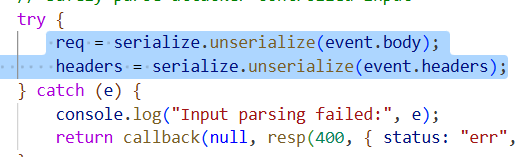 try {
req = serialize.unserialize(event.body);
headers = serialize.unserialize(event.headers);
} catch (e) {
console.log("Input parsing failed:", e);
return callback(null, resp(400, { status: "err",